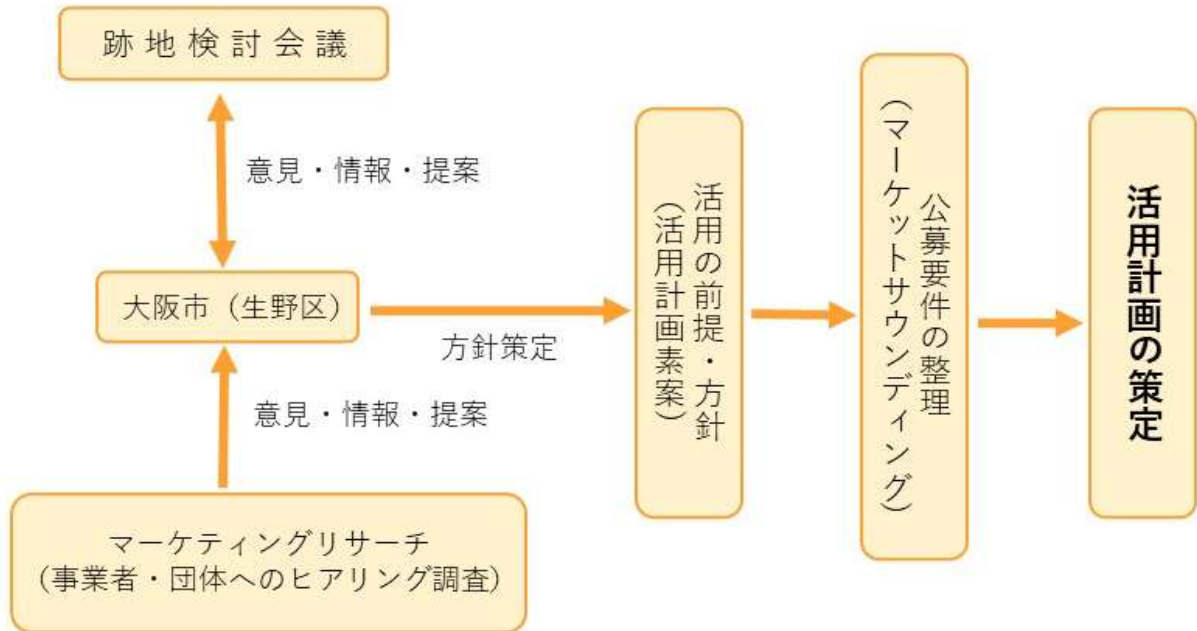 跡地検討会議
意見・情報・提案
大阪市（生野区）
方針策定
意見・情報・提案
マーケティングリサーチ
（事業者・団体へのヒアリング調査）
活用の前提・方針
（活用計画素案）
公募要件の整理
（マーケットサウンディング）
活用計画の策定